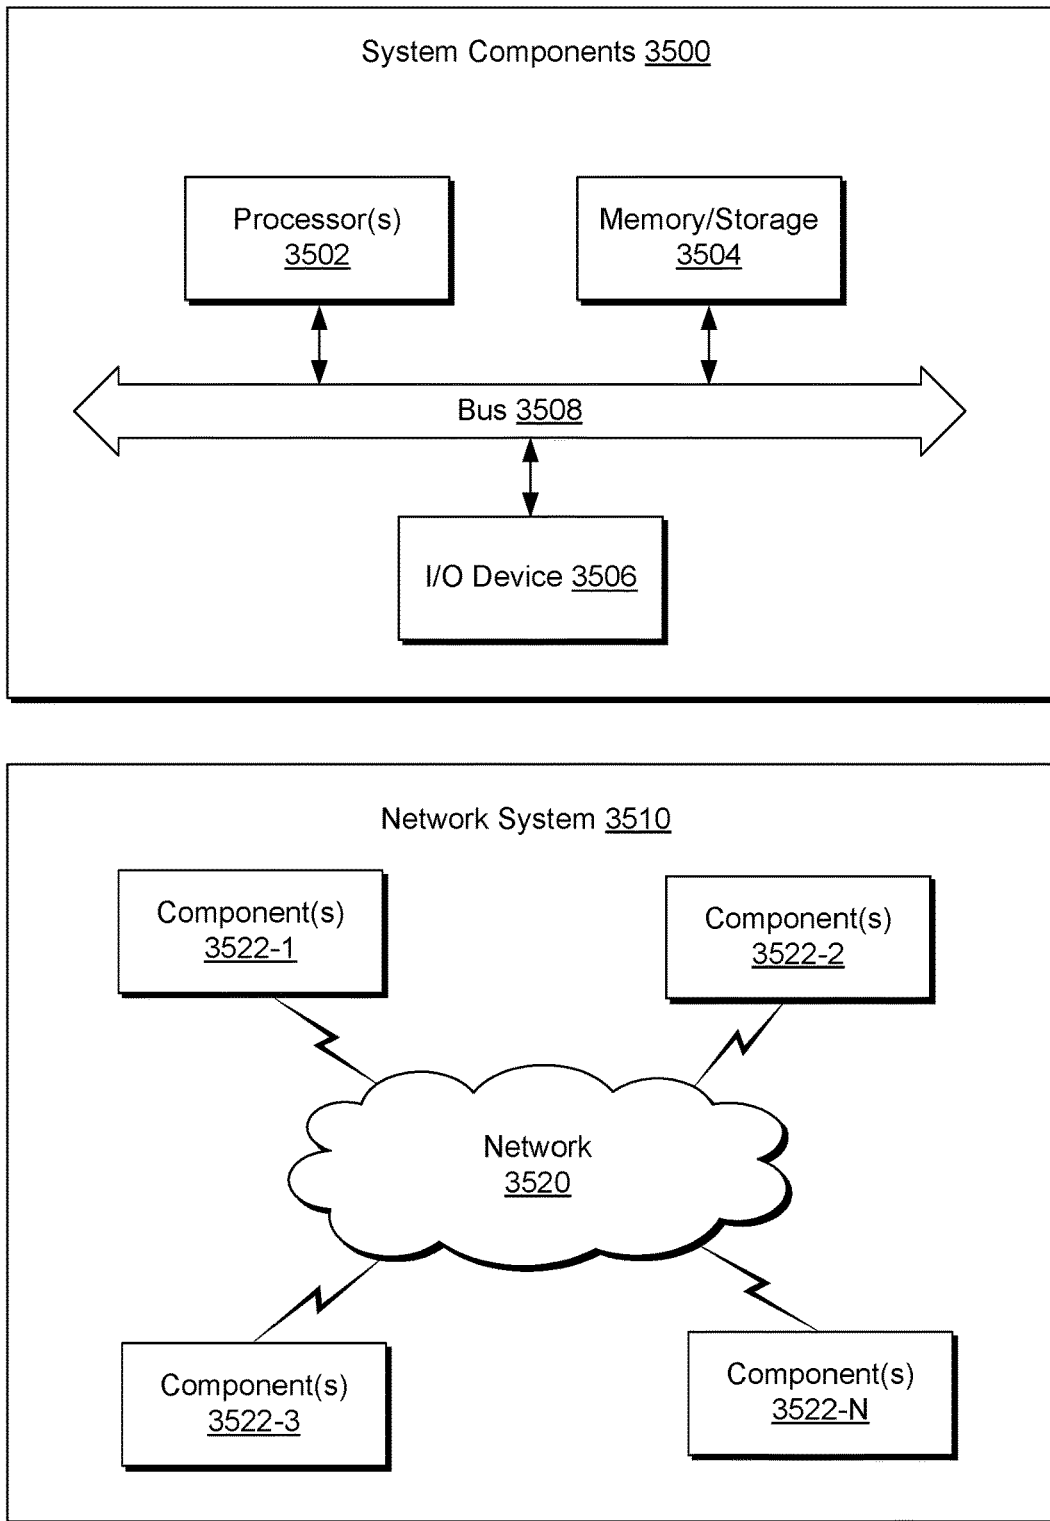 System Components 3500
Processor(s)
3502
Memory/Storage
3504
Bus 3508
I/O Device 3506
Network System 3510
Component(s)
3522-1
Component(s)
3522-2
Network
3520
Component(s)
3522-3
Component(s)
3522-N